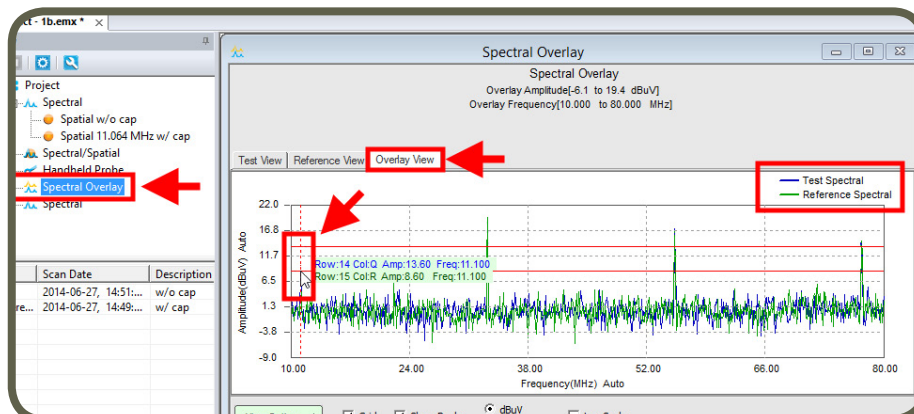 ct - 1b.emx * ×
Project
Spectral
Spatial w/o cap
Spatial 11.064 MHz w/ cap
Spectral/Spatial
Handheld Probe
Spectral Overlay
Spectral
Scan Date Description
2014-06-27, 14:51:... w/o cap
re... 2014-06-27, 14:49:... w/ cap
Spectral Overlay
Spectral Overlay
Overlay Amplitude[-6.1 to 19.4 dBuV]
Overlay Frequency[10.000 to 80.000 MHz]
Test View Reference View Overlay View
Test Spectral
Reference Spectral
Amplitude(dBuV) Auto
22.0
16.8
11.7
6.5
1.3
-3.8
-9.0
Row:14 Col:Q Amp:13.60 Freq:11.100
Row:15 Col:R Amp:8.60 Freq:11.100
10.00 24.00 38.00 52.00 66.00 80.00
Frequency(MHz) Auto
dBuV